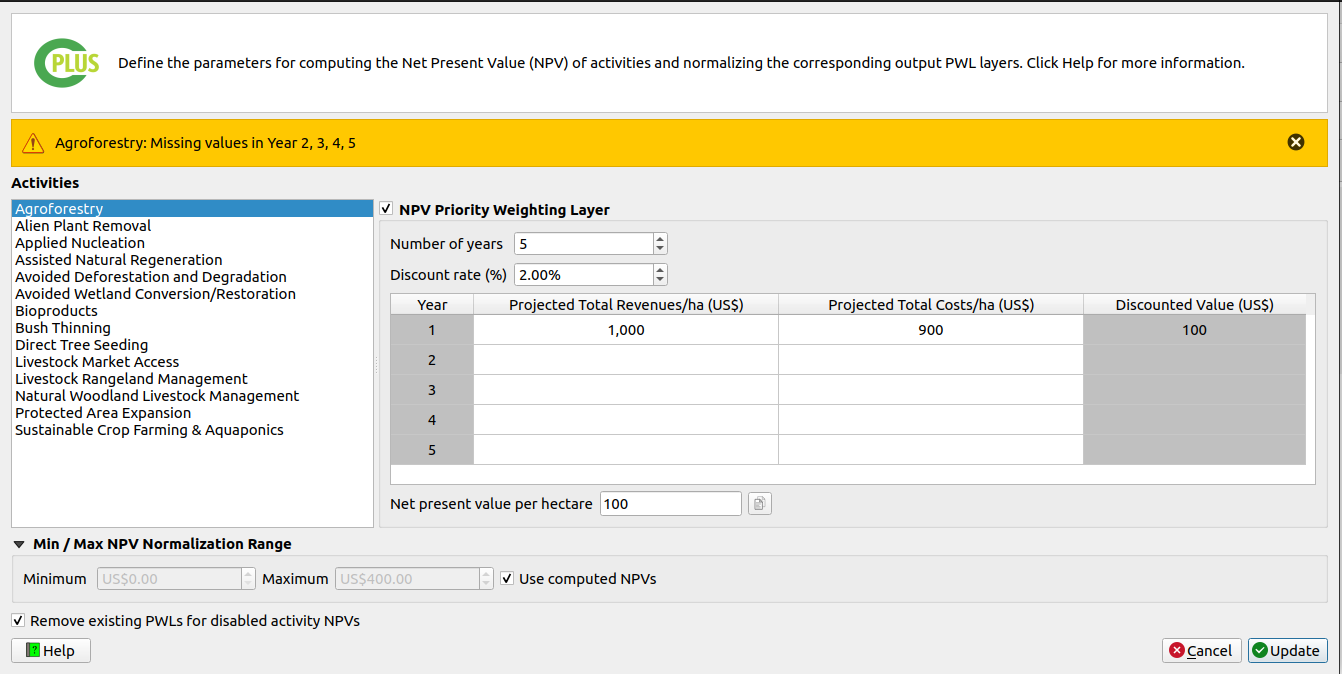 CPLUS
Define the parameters for computing the Net Present Value (NPV) of activities and normalizing the corresponding output PWL layers. Click Help for more information.
Agroforestry: Missing values in Year 2, 3, 4, 5
Activities
Agroforestry
Alien Plant Removal
Applied Nucleation
Assisted Natural Regeneration
Avoided Deforestation and Degradation
Avoided Wetland Conversion/Restoration
Bioproducts
Bush Thinning
Direct Tree Seeding
Livestock Market Access
Livestock Rangeland Management
Natural Woodland Livestock Management
Protected Area Expansion
Sustainable Crop Farming & Aquaponics
NPV Priority Weighting Layer
Number of years 5
Discount rate (%) 2.00%
Year Projected Total Revenues/ha (US$) Projected Total Costs/ha (US$) Discounted Value (US$)
1 1,000 900 100
2
3
4
5
Net present value per hectare 100
Min / Max NPV Normalization Range
Minimum US$0.00 Maximum US$400.00 Use computed NPVs
Remove existing PWLs for disabled activity NPVs
Help Cancel Update